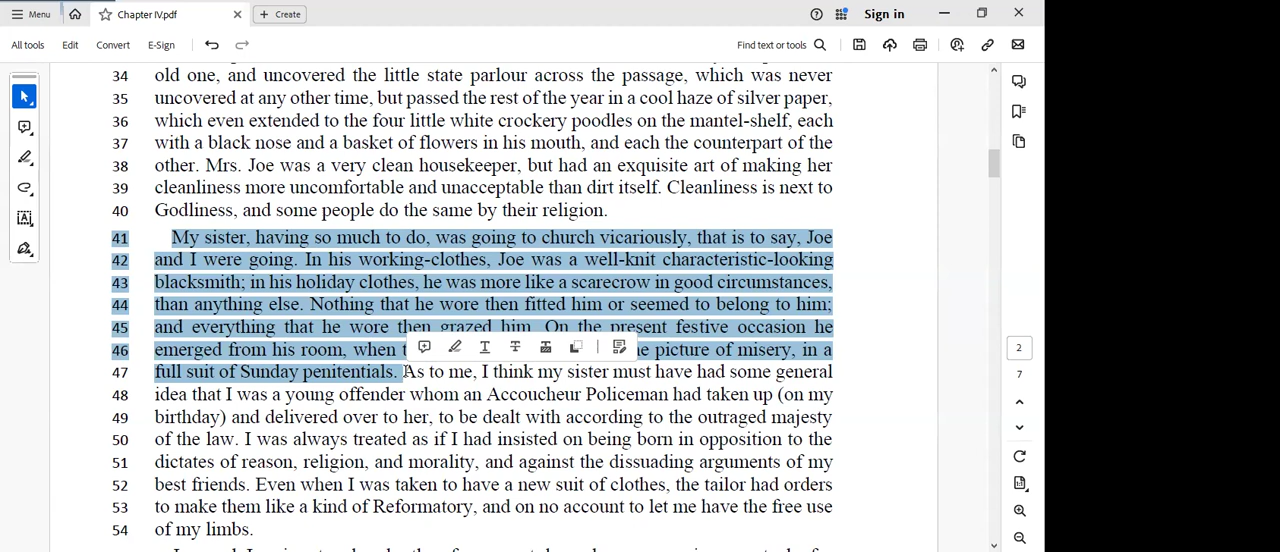 Menu
Chapter IV.pdf
Create
Sign in
All tools
Edit
Convert
E-Sign
Find text or tools
34 old one, and uncovered the little state parlour across the passage, which was never
35 uncovered at any other time, but passed the rest of the year in a cool haze of silver paper,
36 which even extended to the four little white crockery poodles on the mantel-shelf, each
37 with a black nose and a basket of flowers in his mouth, and each the counterpart of the
38 other. Mrs. Joe was a very clean housekeeper, but had an exquisite art of making her
39 cleanliness more uncomfortable and unacceptable than dirt itself. Cleanliness is next to
40 Godliness, and some people do the same by their religion.
41 My sister, having so much to do, was going to church vicariously, that is to say, Joe
42 and I were going. In his working-clothes, Joe was a well-knit characteristic-looking
43 blacksmith; in his holiday clothes, he was more like a scarecrow in good circumstances,
44 than anything else. Nothing that he wore then fitted him or seemed to belong to him;
45 and everything that he wore then grazed him. On the present festive occasion he
46 emerged from his room, when picture of misery, in a
47 full suit of Sunday penitentials. As to me, I think my sister must have had some general
48 idea that I was a young offender whom an Accoucheur Policeman had taken up (on my
49 birthday) and delivered over to her, to be dealt with according to the outraged majesty
50 of the law. I was always treated as if I had insisted on being born in opposition to the
51 dictates of reason, religion, and morality, and against the dissuading arguments of my
52 best friends. Even when I was taken to have a new suit of clothes, the tailor had orders
53 to make them like a kind of Reformatory, and on no account to let me have the free use
54 of my limbs.
2
7